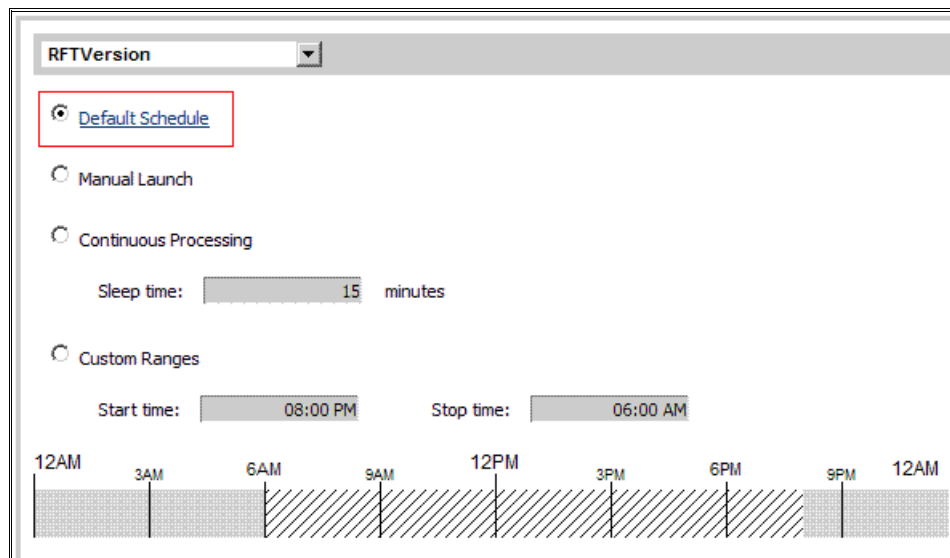 RFTVersion
Default Schedule
Manual Launch
Continuous Processing
Sleep time: 15 minutes
Custom Ranges
Start time: 08:00 PM Stop time: 06:00 AM
12AM 3AM 6AM 9AM 12PM 3PM 6PM 9PM 12AM